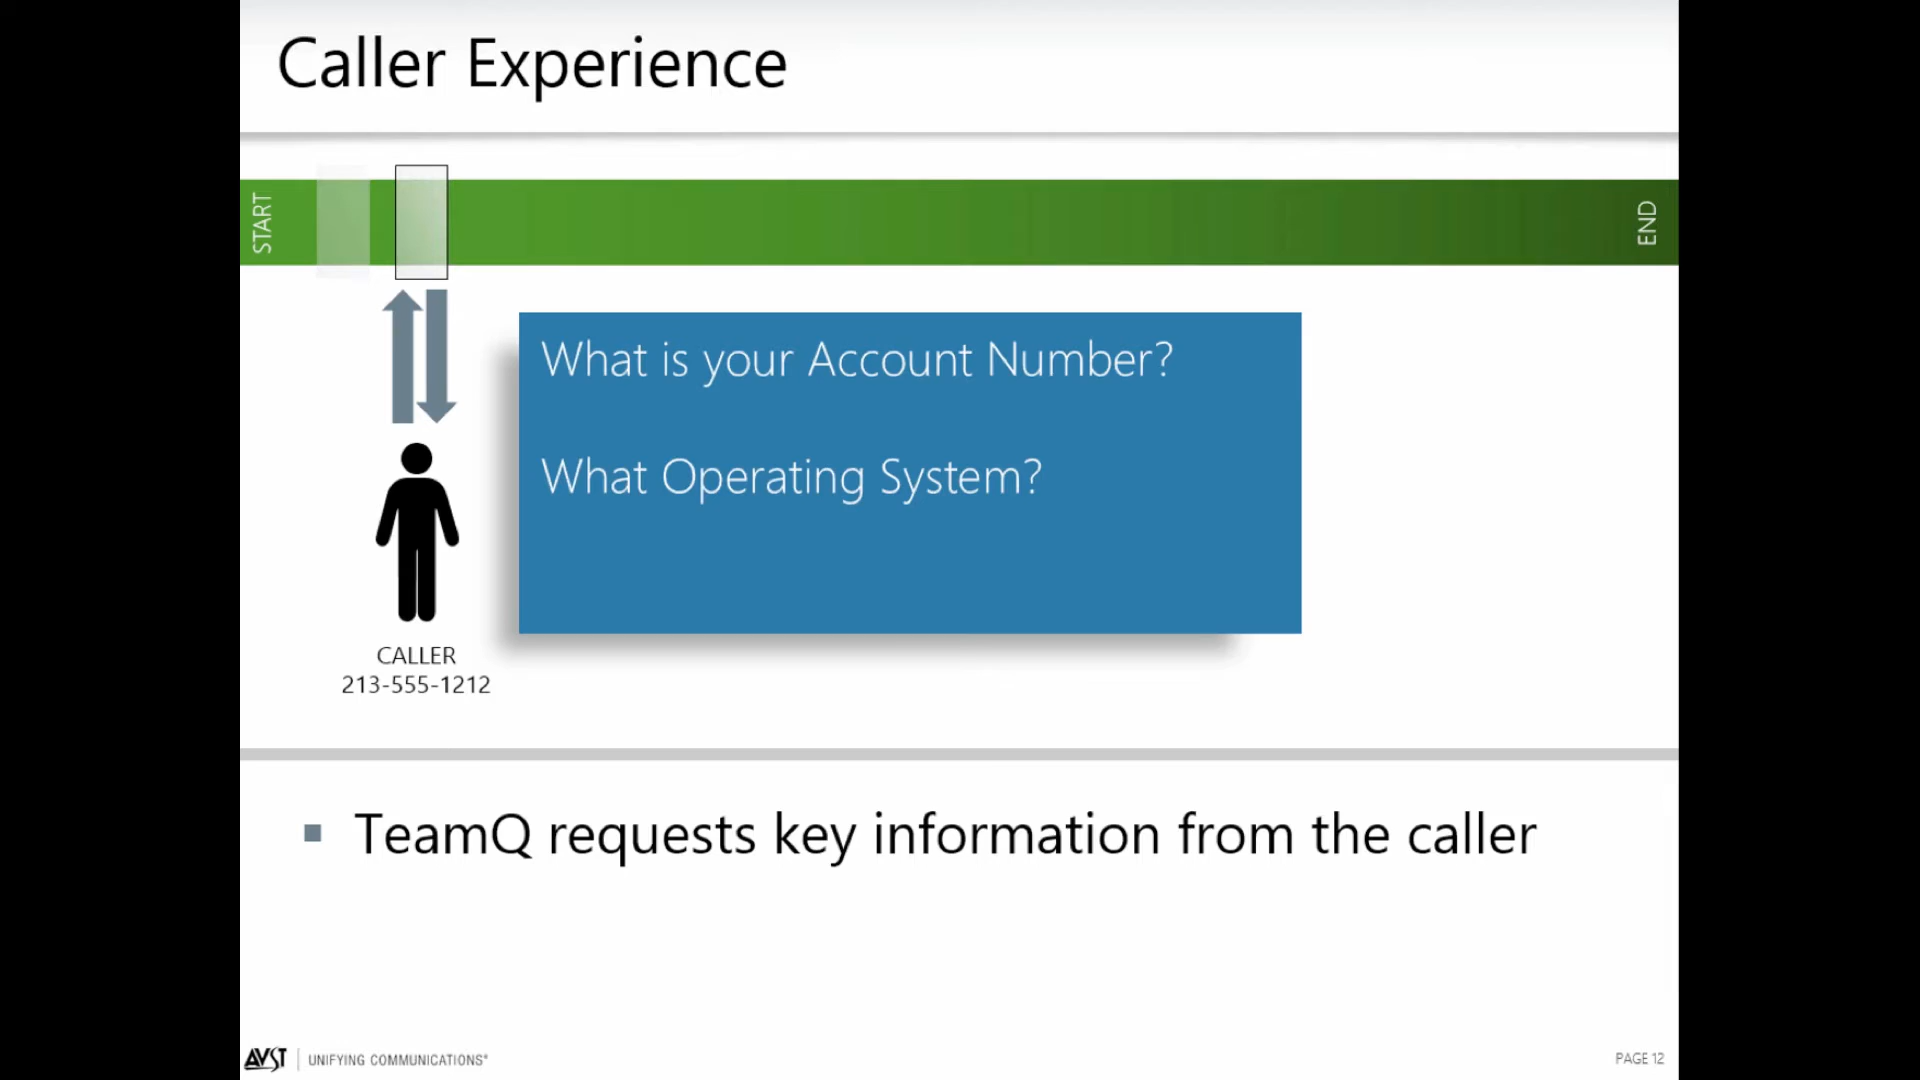 Caller Experience
START
END
What is your Account Number?
What Operating System?
CALLER
213-555-1212
▪ TeamQ requests key information from the caller
AVST | UNIFYING COMMUNICATIONS®
PAGE 12